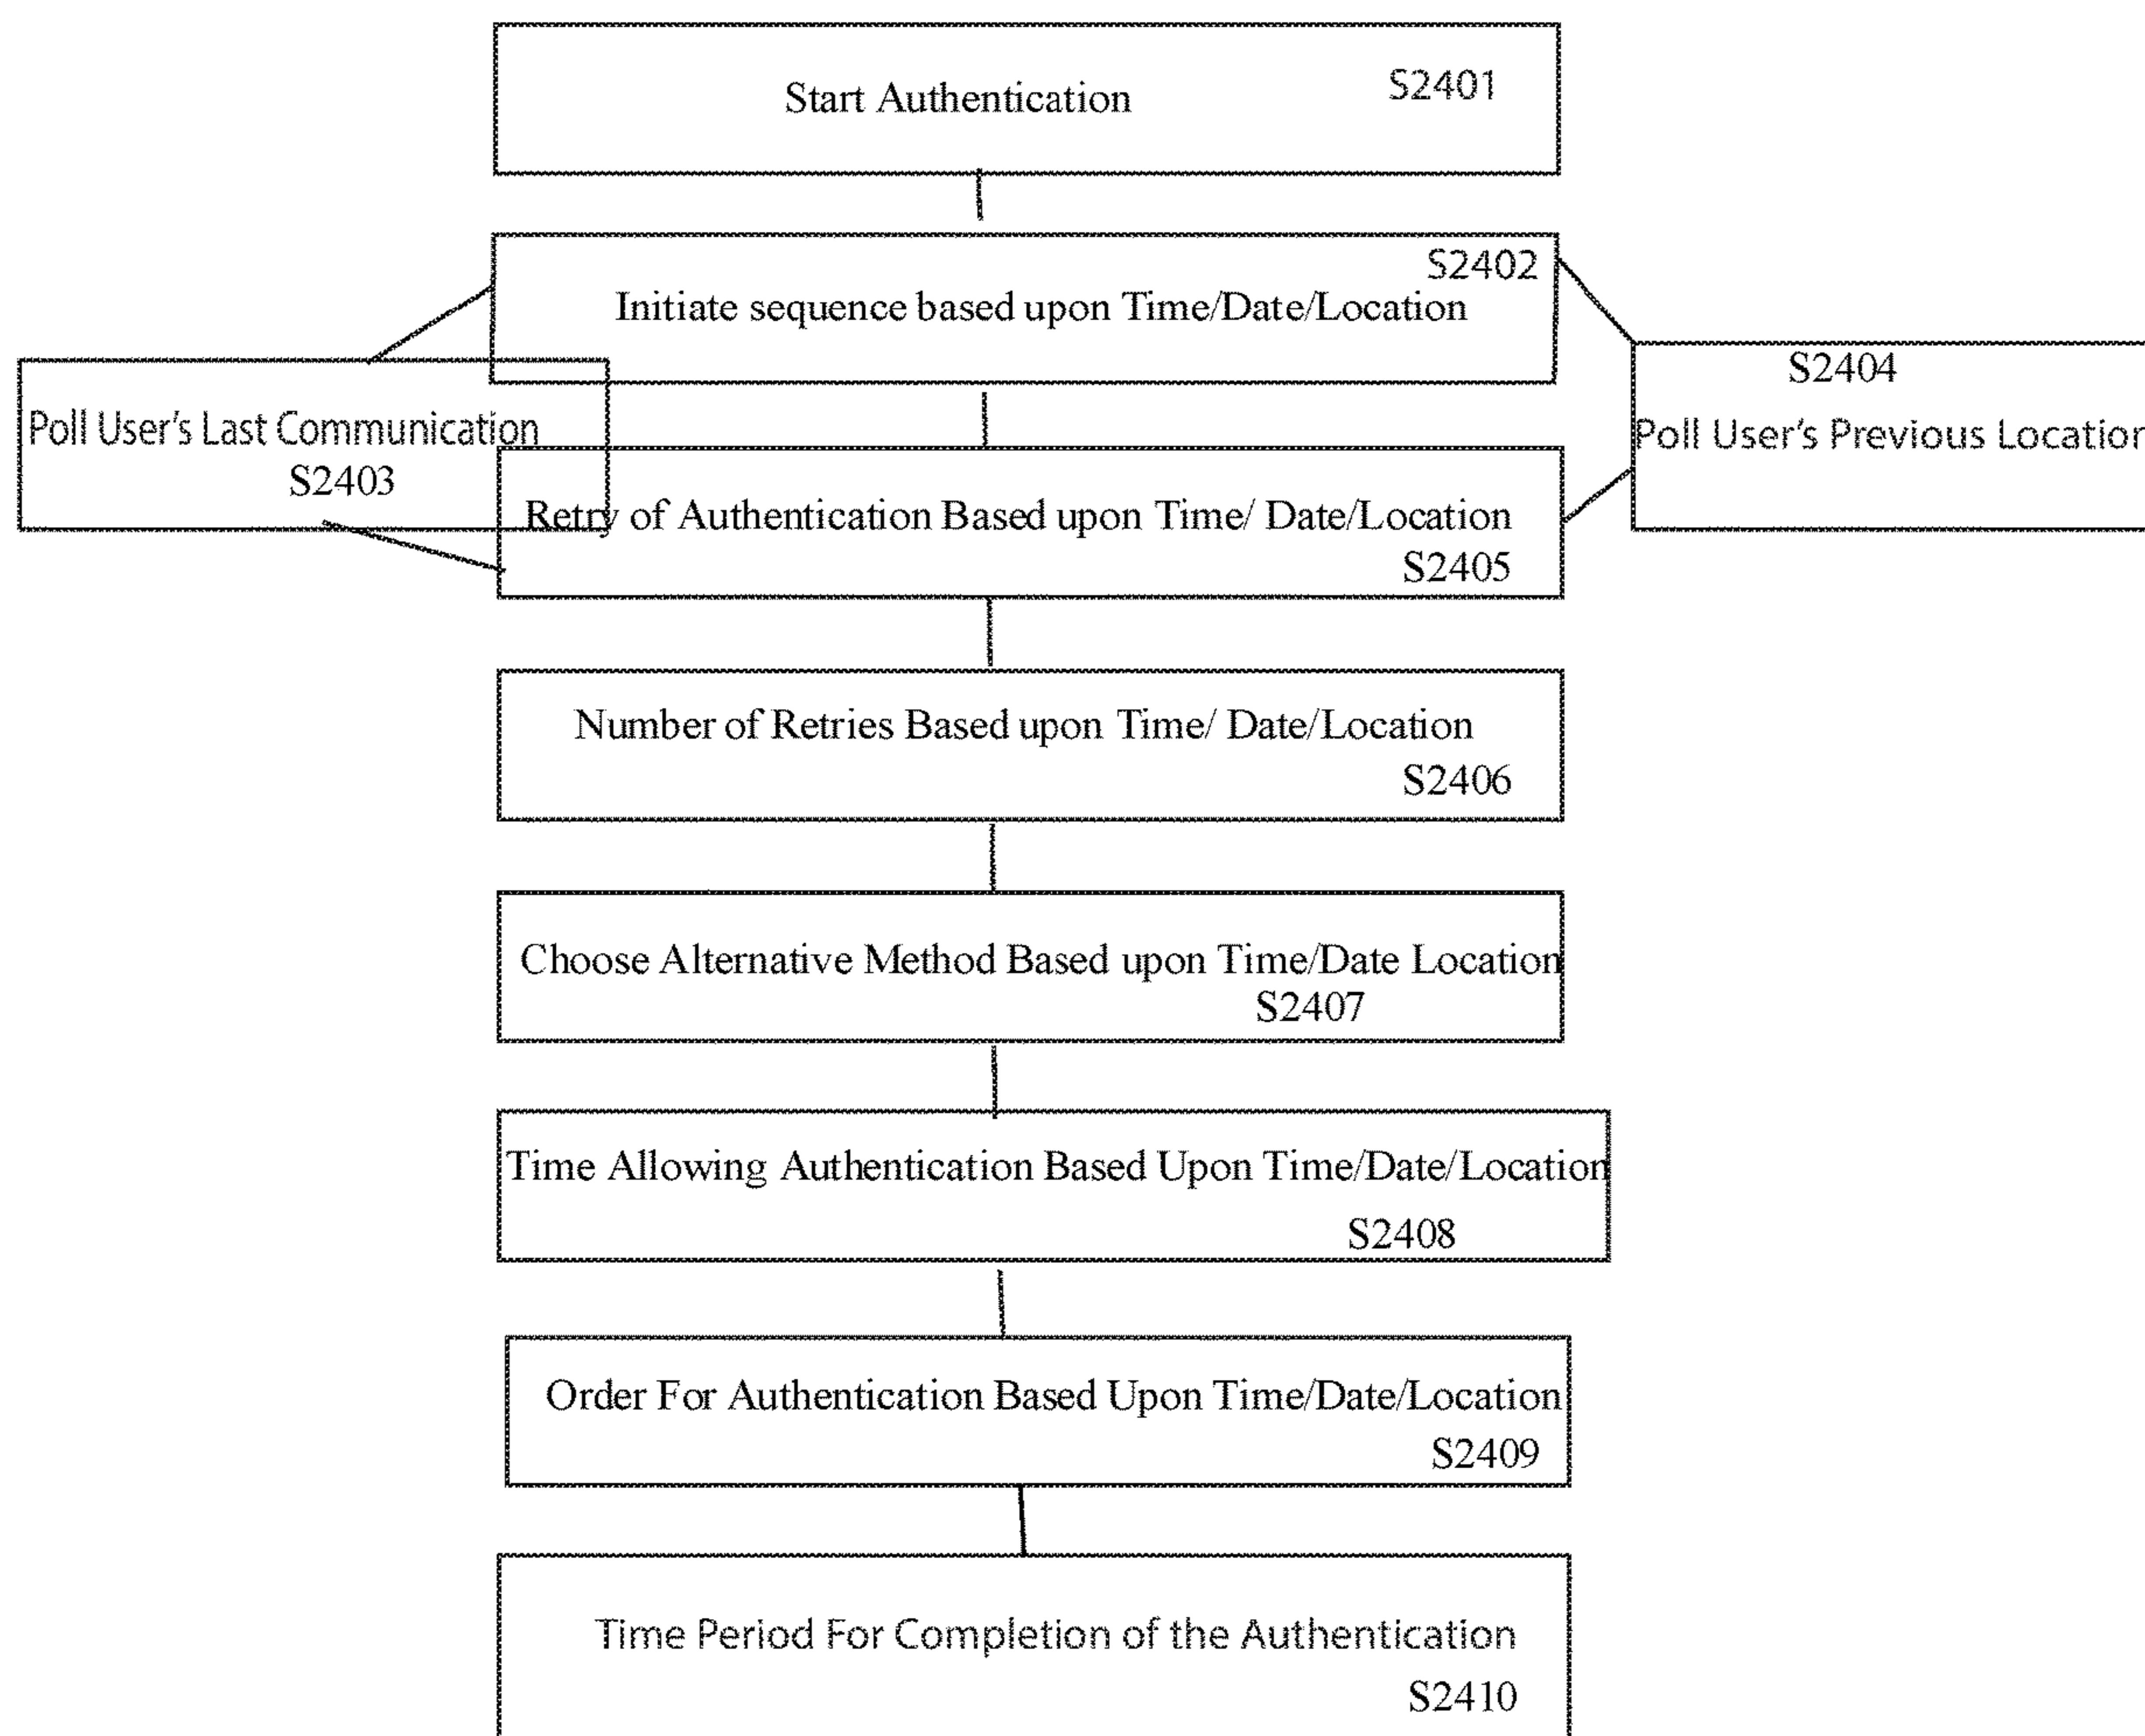 Start Authentication
S2401
S2402
Initiate sequence based upon Time/Date/Location
Poll User's Last Communication
S2403
S2404
Poll User's Previous Location
Retry of Authentication Based upon Time/ Date/Location
S2405
Number of Retries Based upon Time/ Date/Location
S2406
Choose Alternative Method Based upon Time/Date Location
S2407
Time Allowing Authentication Based Upon Time/Date/Location
S2408
Order For Authentication Based Upon Time/Date/Location
S2409
Time Period For Completion of the Authentication
S2410